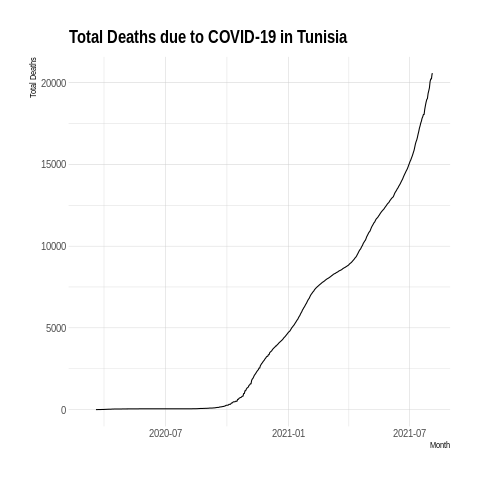 Total Deaths due to COVID-19 in Tunisia
Total Deaths
20000
15000
10000
5000
0
2020-07 2021-01 2021-07
Month